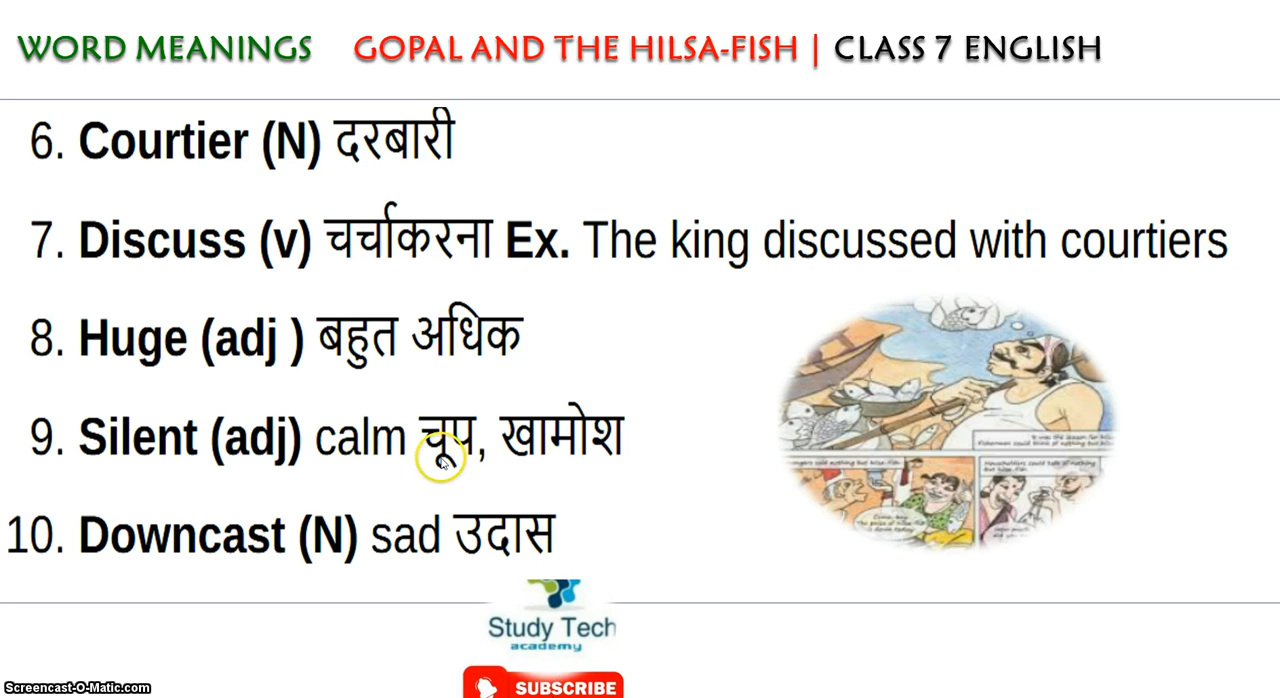 WORD MEANINGS GOPAL AND THE HILSA-FISH | CLASS 7 ENGLISH
6. Courtier (N) दरबारी
7. Discuss (v) चर्चाकरना Ex. The king discussed with courtiers
8. Huge (adj ) बहुत अधिक
9. Silent (adj) calm चूप, खामोश
10. Downcast (N) sad उदास
Study Tech
academy
SUBSCRIBE
Screencast-O-Matic.com